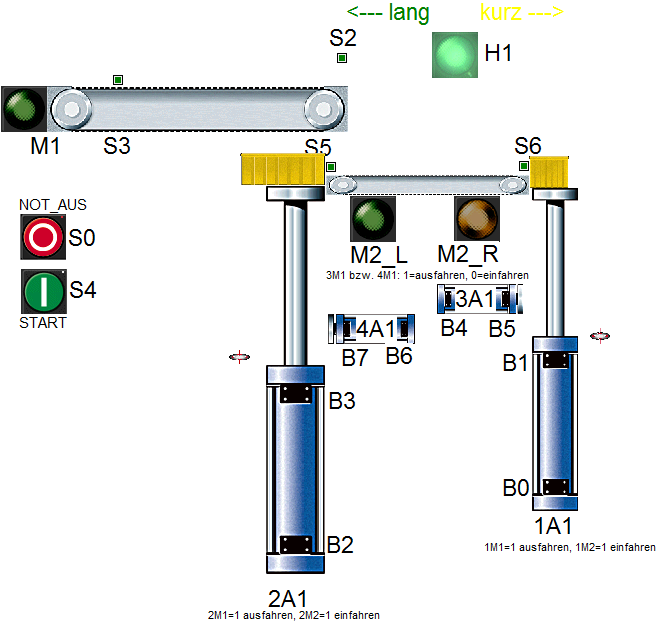 <--- lang
kurz --->
S2
H1
M1
S3
S5
S6
NOT_AUS
S0
S4
START
M2_L
M2_R
3M1 bzw. 4M1: 1=ausfahren, 0=einfahren
3A1
B4
B5
4A1
B7
B6
B1
B3
B0
B2
1A1
1M1=1 ausfahren, 1M2=1 einfahren
2A1
2M1=1 ausfahren, 2M2=1 einfahren